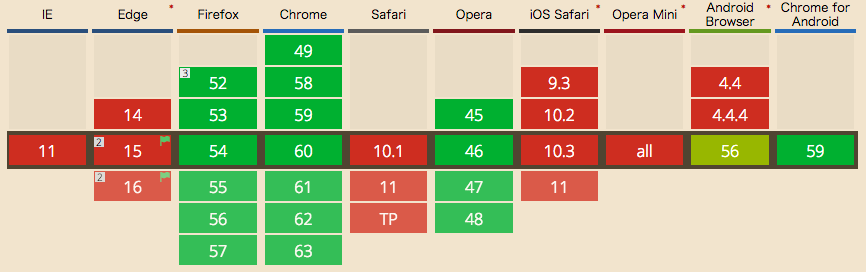 IE Edge * Firefox Chrome Safari Opera iOS Safari * Opera Mini * Android Browser * Chrome for Android
49
3 52 58 9.3 4.4
14 53 59 45 10.2 4.4.4
11 2 15 54 60 10.1 46 10.3 all 56 59
2 16 55 61 11 47 11
56 62 TP 48
57 63